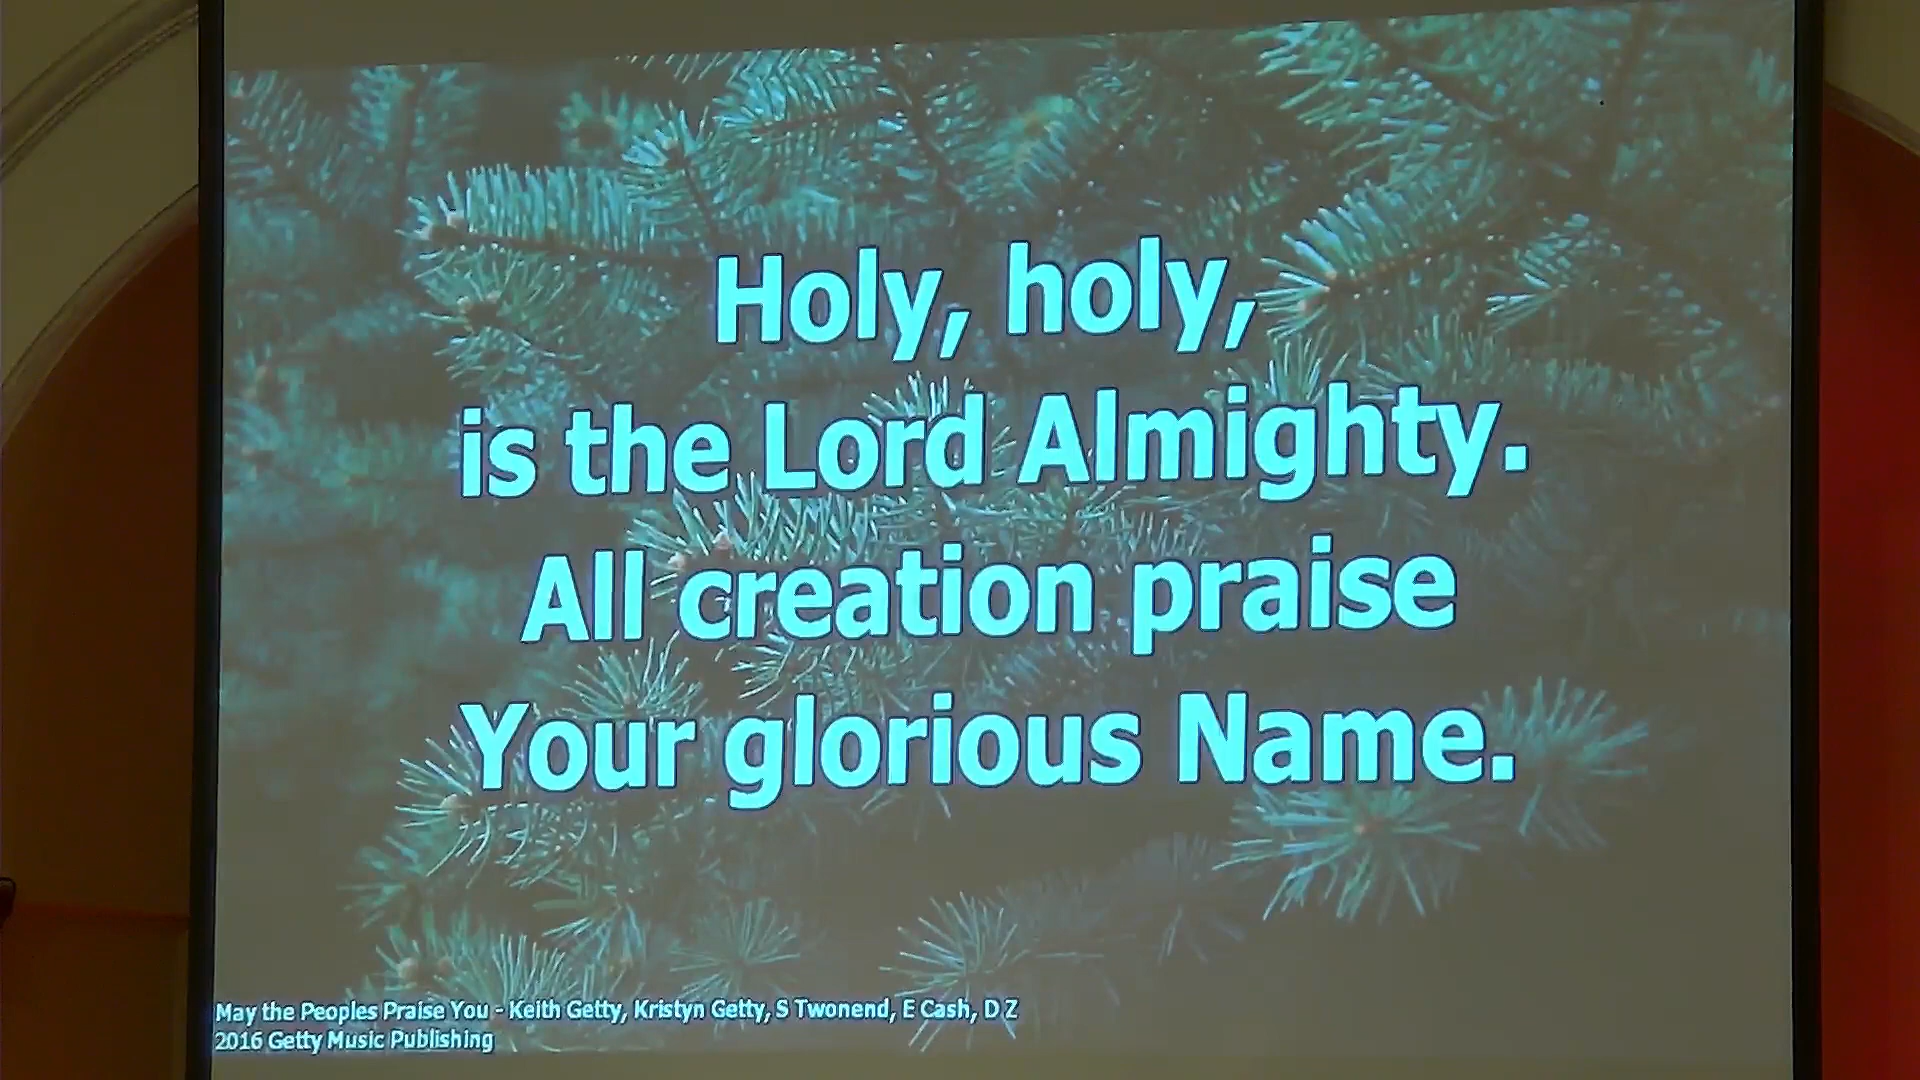 Holy, holy,
is the Lord Almighty.
All creation praise
Your glorious Name.
May the Peoples Praise You - Keith Getty, Kristyn Getty, S Twonend, E Cash, D Z
2016 Getty Music Publishing